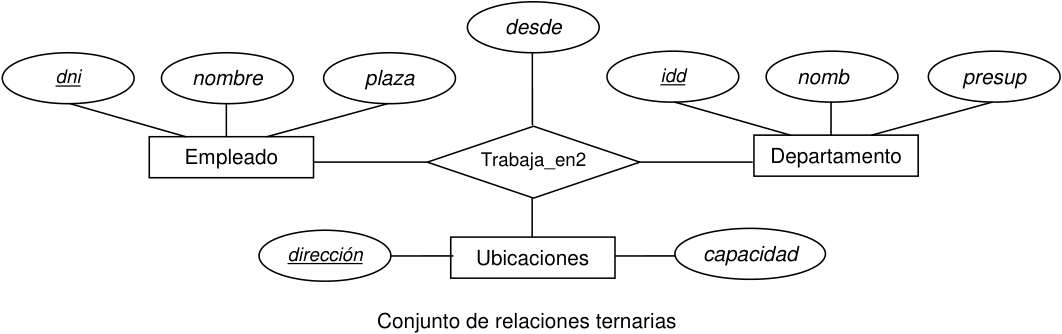 desde
dni
nombre
plaza
idd
nomb
presup
Empleado
Trabaja_en2
Departamento
dirección
Ubicaciones
capacidad
Conjunto de relaciones ternarias